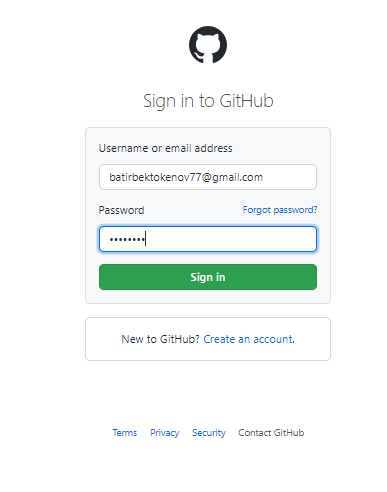 Sign in to GitHub
Username or email address
batirbektokenov77@gmail.com
Password Forgot password?
••••••••
Sign in
New to GitHub? Create an account.
Terms Privacy Security Contact GitHub